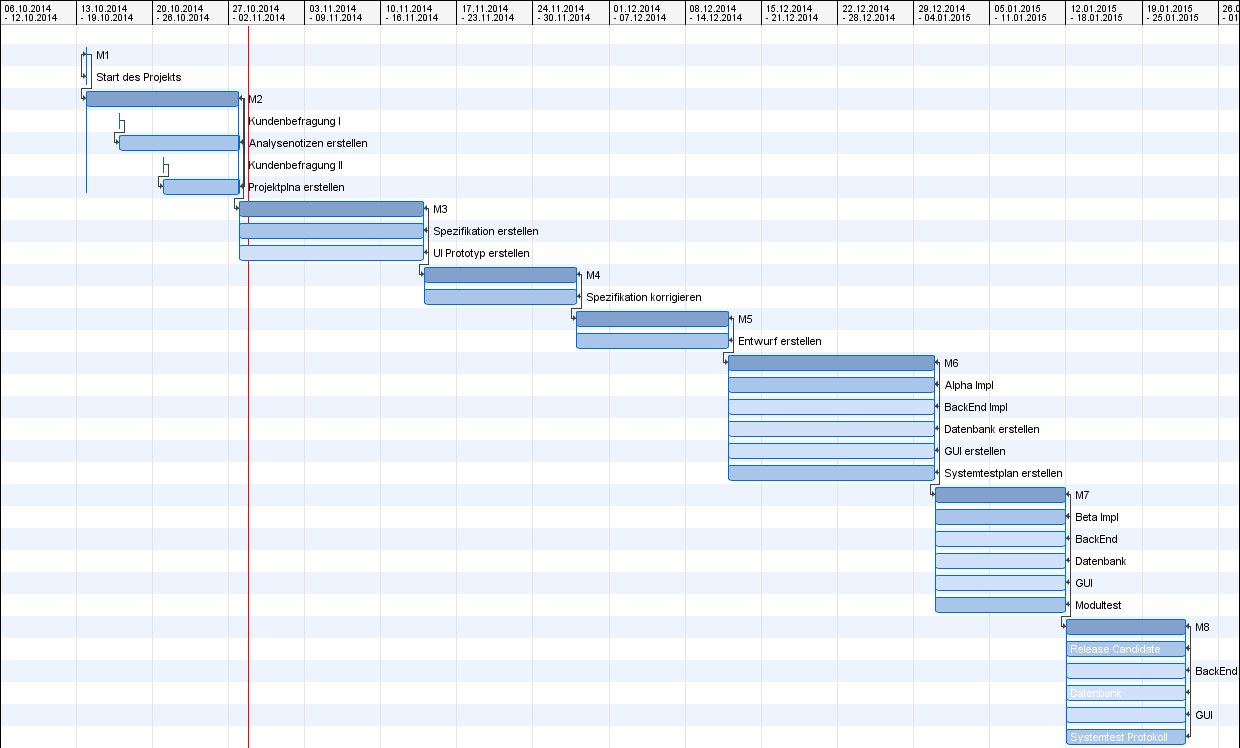 06.10.2014 13.10.2014 20.10.2014 27.10.2014 03.11.2014 10.11.2014 17.11.2014 24.11.2014 01.12.2014 08.12.2014 15.12.2014 22.12.2014 29.12.2014 05.01.2015 12.01.2015 19.01.2015 26.0
- 12.10.2014 - 19.10.2014 - 26.10.2014 - 02.11.2014 - 09.11.2014 - 16.11.2014 - 23.11.2014 - 30.11.2014 - 07.12.2014 - 14.12.2014 - 21.12.2014 - 28.12.2014 - 04.01.2015 - 11.01.2015 - 18.01.2015 - 25.01.2015 - 01
M1
Start des Projekts
M2
Kundenbefragung I
Analysenotizen erstellen
Kundenbefragung II
Projektplna erstellen
M3
Spezifikation erstellen
UI Prototyp erstellen
M4
Spezifikation korrigieren
M5
Entwurf erstellen
M6
Alpha Impl
BackEnd Impl
Datenbank erstellen
GUI erstellen
Systemtestplan erstellen
M7
Beta Impl
BackEnd
Datenbank
GUI
Modultest
M8
Release Candidate
BackEnd
Datenbank
GUI
Systemtest Protokoll